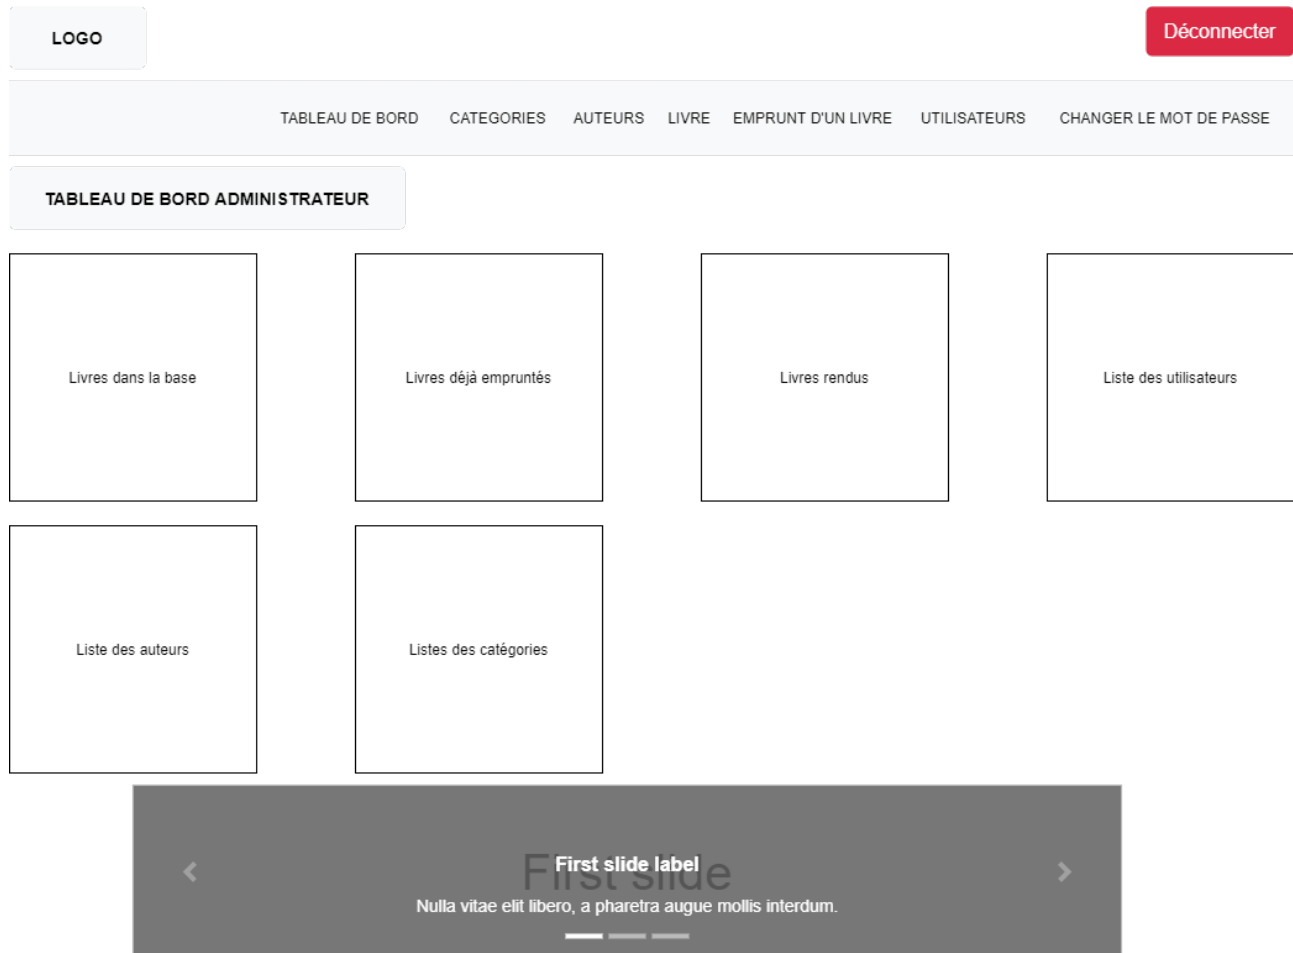 LOGO
Déconnecter
TABLEAU DE BORD CATEGORIES AUTEURS LIVRE EMPRUNT D'UN LIVRE UTILISATEURS CHANGER LE MOT DE PASSE
TABLEAU DE BORD ADMINISTRATEUR
Livres dans la base
Livres déjà empruntés
Livres rendus
Liste des utilisateurs
Liste des auteurs
Listes des catégories
First slide
First slide label
Nulla vitae elit libero, a pharetra augue mollis interdum.